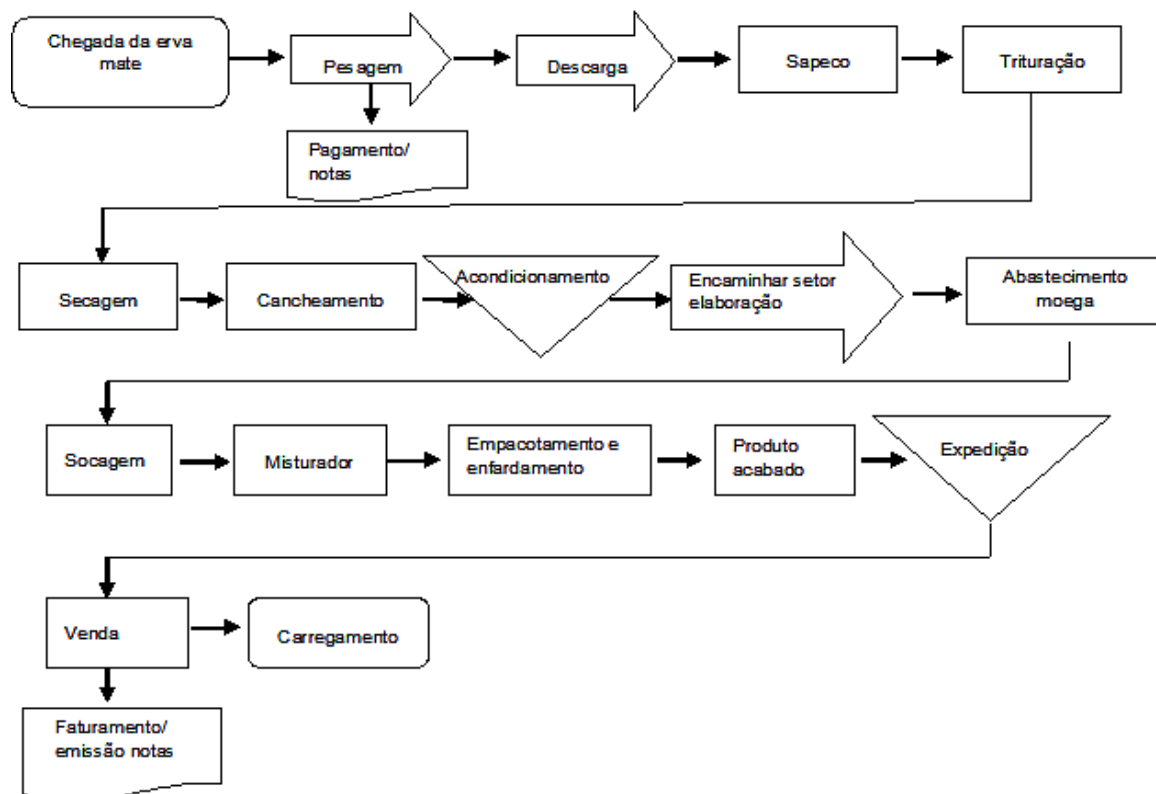 Chegada da erva
mate
Pesagem
Descarga
Sapeco
Trituração
Pagamento/
notas
Secagem
Cancheamento
Acondicionamento
Encaminhar setor
elaboração
Abastecimento
moega
Socagem
Misturador
Empacotamento e
enfardamento
Produto
acabado
Expedição
Venda
Carregamento
Faturamento/
emissão notas